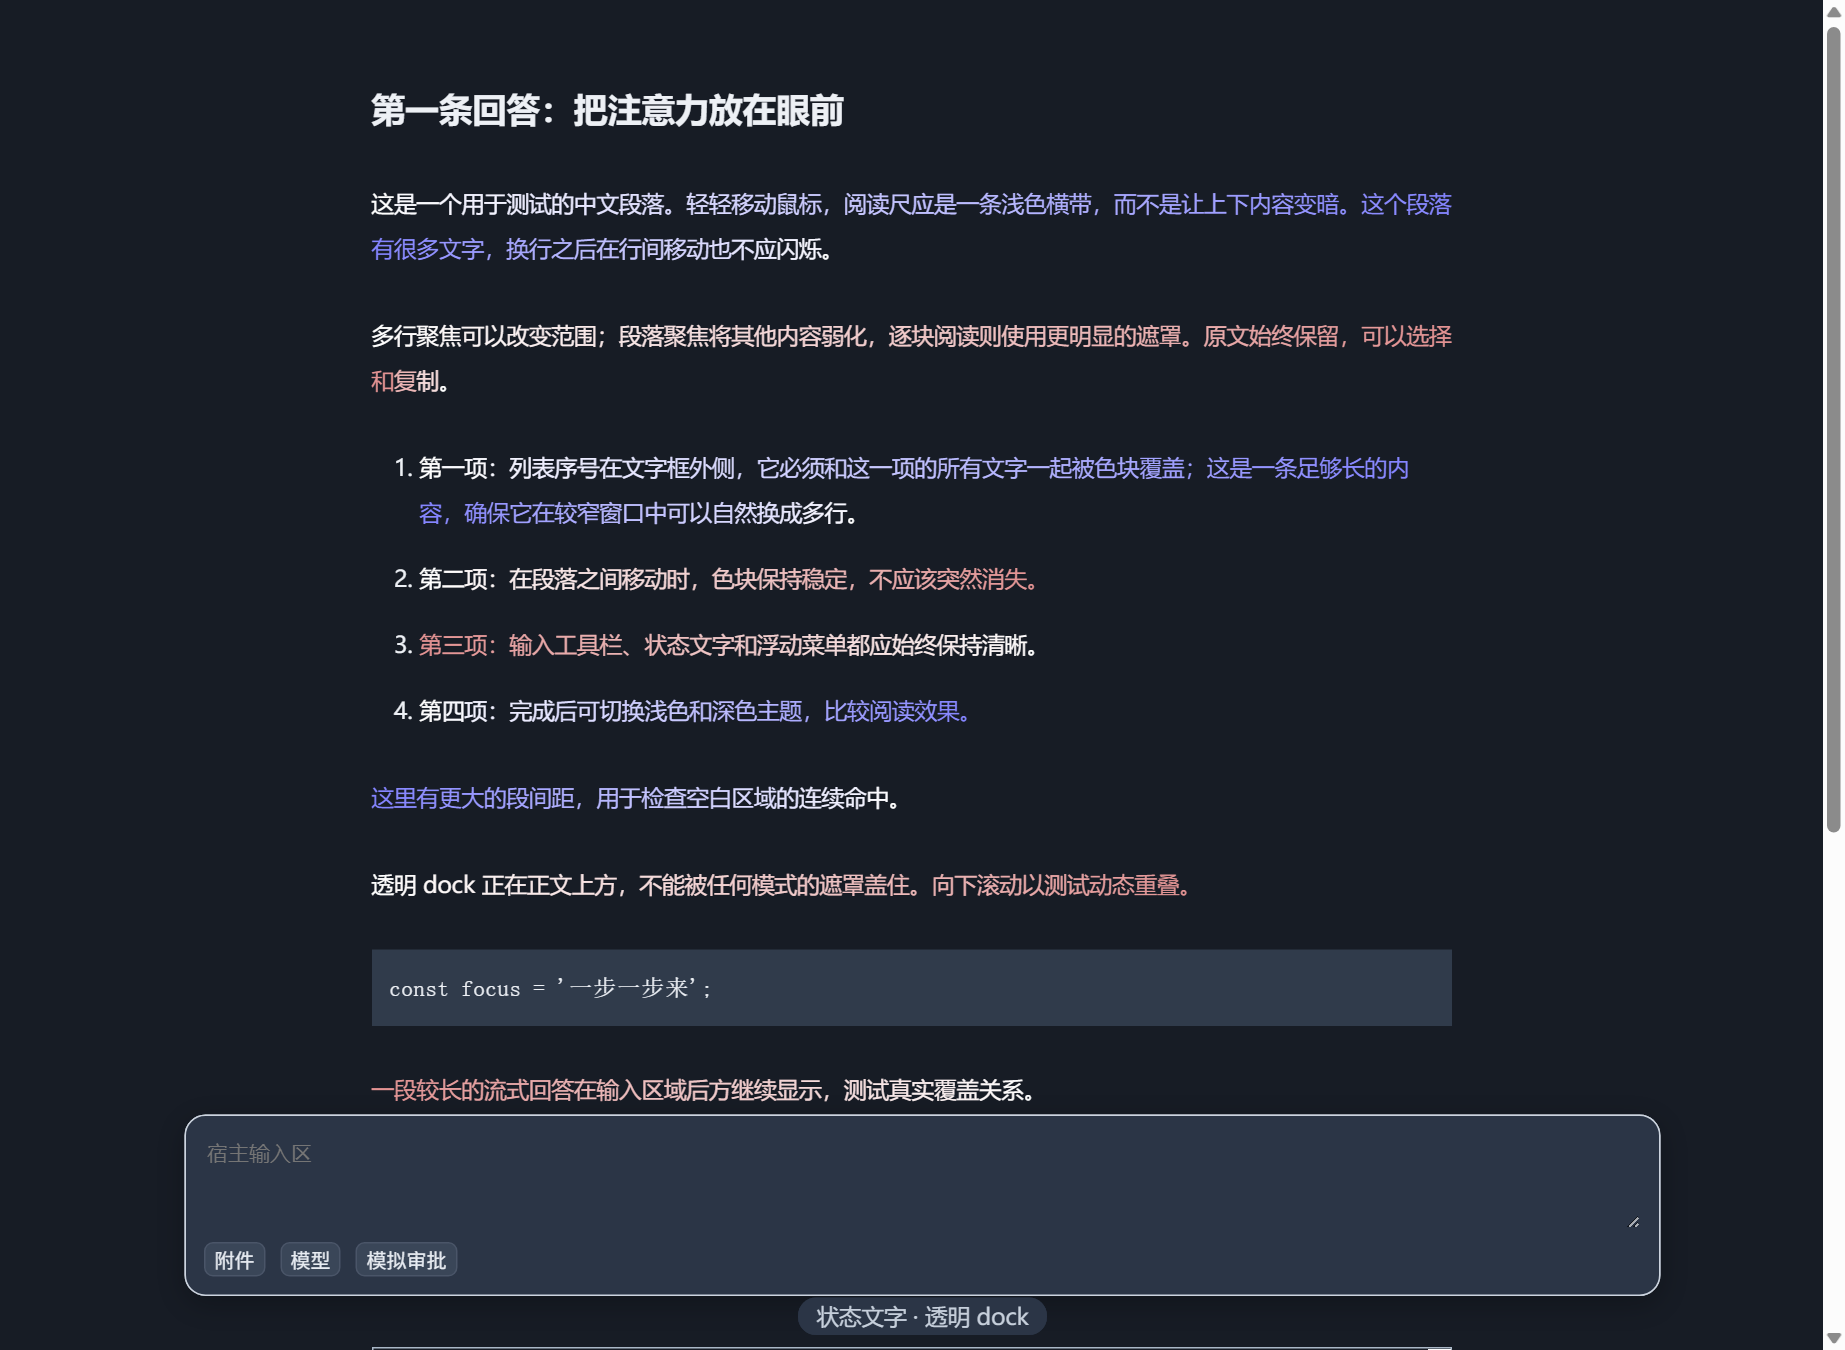 第一条回答：把注意力放在眼前
这是一个用于测试的中文段落。轻轻移动鼠标，阅读尺应是一条浅色横带，而不是让上下内容变暗。这个段落
有很多文字，换行之后在行间移动也不应闪烁。
多行聚焦可以改变范围；段落聚焦将其他内容弱化，逐块阅读则使用更明显的遮罩。原文始终保留，可以选择
和复制。
1. 第一项：列表序号在文字框外侧，它必须和这一项的所有文字一起被色块覆盖；这是一条足够长的内
容，确保它在较窄窗口中可以自然换成多行。
2. 第二项：在段落之间移动时，色块保持稳定，不应该突然消失。
3. 第三项：输入工具栏、状态文字和浮动菜单都应始终保持清晰。
4. 第四项：完成后可切换浅色和深色主题，比较阅读效果。
这里有更大的段间距，用于检查空白区域的连续命中。
透明 dock 正在正文上方，不能被任何模式的遮罩盖住。向下滚动以测试动态重叠。
const focus = '一步一步来';
一段较长的流式回答在输入区域后方继续显示，测试真实覆盖关系。
宿主输入区
附件 模型 模拟审批
状态文字 · 透明 dock